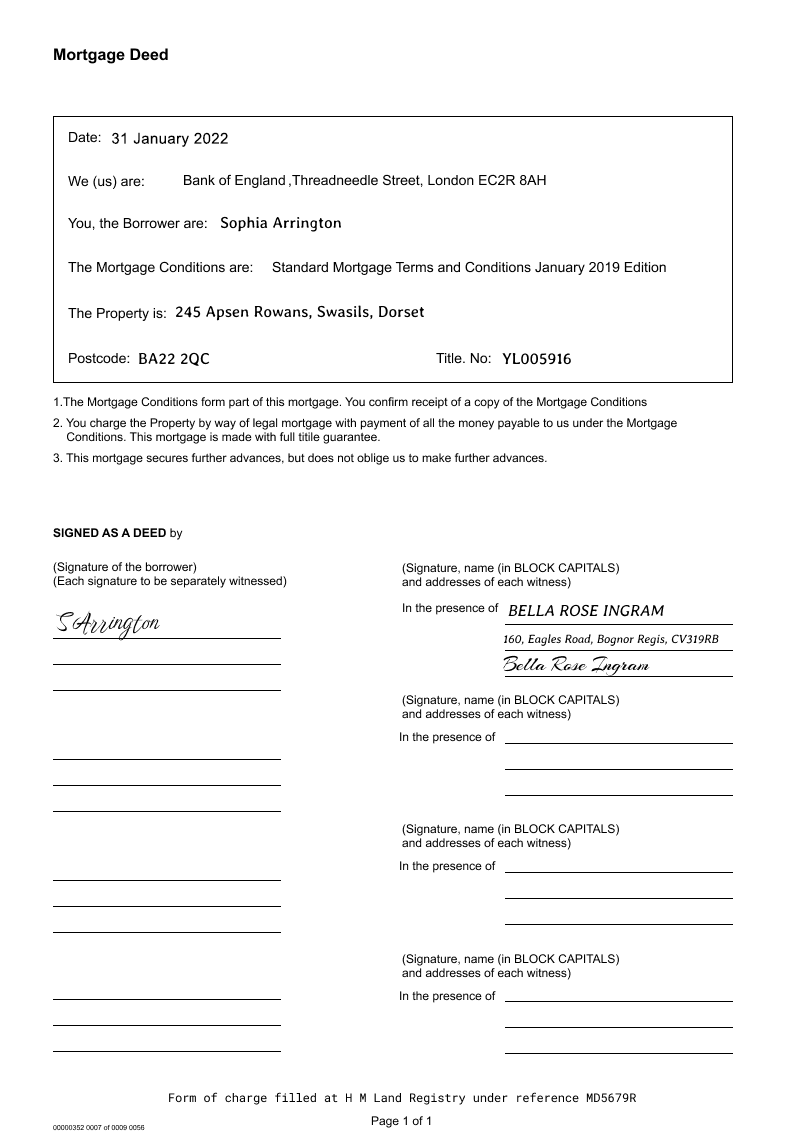 Mortgage Deed
Date: 31 January 2022
We (us) are: Bank of England ,Threadneedle Street, London EC2R 8AH
You, the Borrower are: Sophia Arrington
The Mortgage Conditions are: Standard Mortgage Terms and Conditions January 2019 Edition
The Property is: 245 Apsen Rowans, Swasils, Dorset
Postcode: BA22 2QC Title. No: YL005916
1.The Mortgage Conditions form part of this mortgage. You confirm receipt of a copy of the Mortgage Conditions
2. You charge the Property by way of legal mortgage with payment of all the money payable to us under the Mortgage
Conditions. This mortgage is made with full titile guarantee.
3. This mortgage secures further advances, but does not oblige us to make further advances.
SIGNED AS A DEED by
(Signature of the borrower)
(Each signature to be separately witnessed)
S Arrington
(Signature, name (in BLOCK CAPITALS)
and addresses of each witness)
In the presence of BELLA ROSE INGRAM
160, Eagles Road, Bognor Regis, CV319RB
Bella Rose Ingram
(Signature, name (in BLOCK CAPITALS)
and addresses of each witness)
In the presence of
(Signature, name (in BLOCK CAPITALS)
and addresses of each witness)
In the presence of
(Signature, name (in BLOCK CAPITALS)
and addresses of each witness)
In the presence of
Form of charge filled at H M Land Registry under reference MD5679R
Page 1 of 1
00000352 0007 of 0009 0056